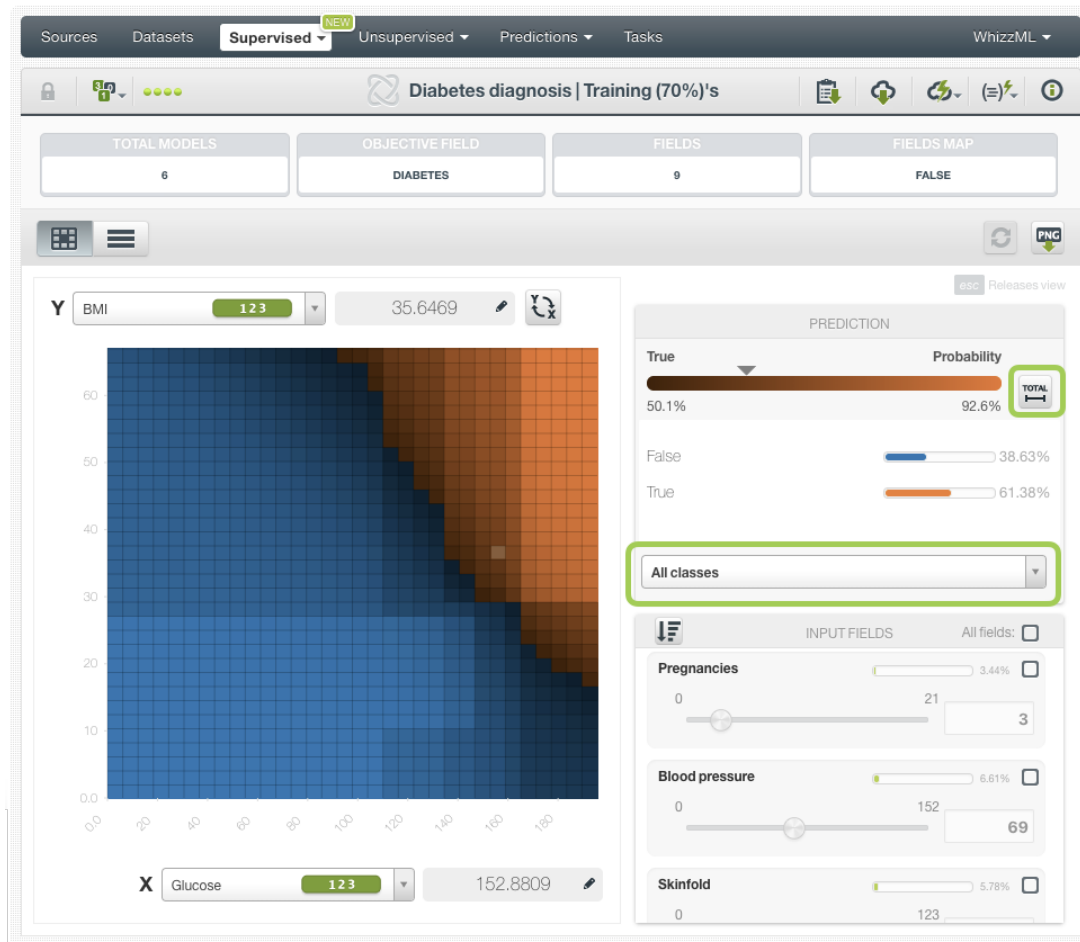 NEW
Sources Datasets Supervised Unsupervised Predictions Tasks WhizzML
Diabetes diagnosis | Training (70%)'s
TOTAL MODELS OBJECTIVE FIELD FIELDS FIELDS MAP
6 DIABETES 9 FALSE
PNG
esc Releases view
Y BMI 123 35.6469 Y X
PREDICTION
True Probability
TOTAL
50.1% 92.6%
False 38.63%
True 61.38%
All classes
INPUT FIELDS All fields:
Pregnancies 3.44%
0 21
3
Blood pressure 6.61%
0 152
69
Skinfold 5.78%
0 123
60
50
40
30
20
10
0.0
0.0 20 40 60 80 100 120 140 160 180
X Glucose 123 152.8809